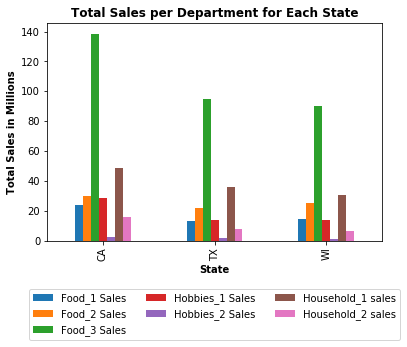 Total Sales per Department for Each State
Total Sales in Millions
140
120
100
80
60
40
20
0
CA
TX
WI
State
Food_1 Sales
Food_2 Sales
Food_3 Sales
Hobbies_1 Sales
Hobbies_2 Sales
Household_1 sales
Household_2 sales